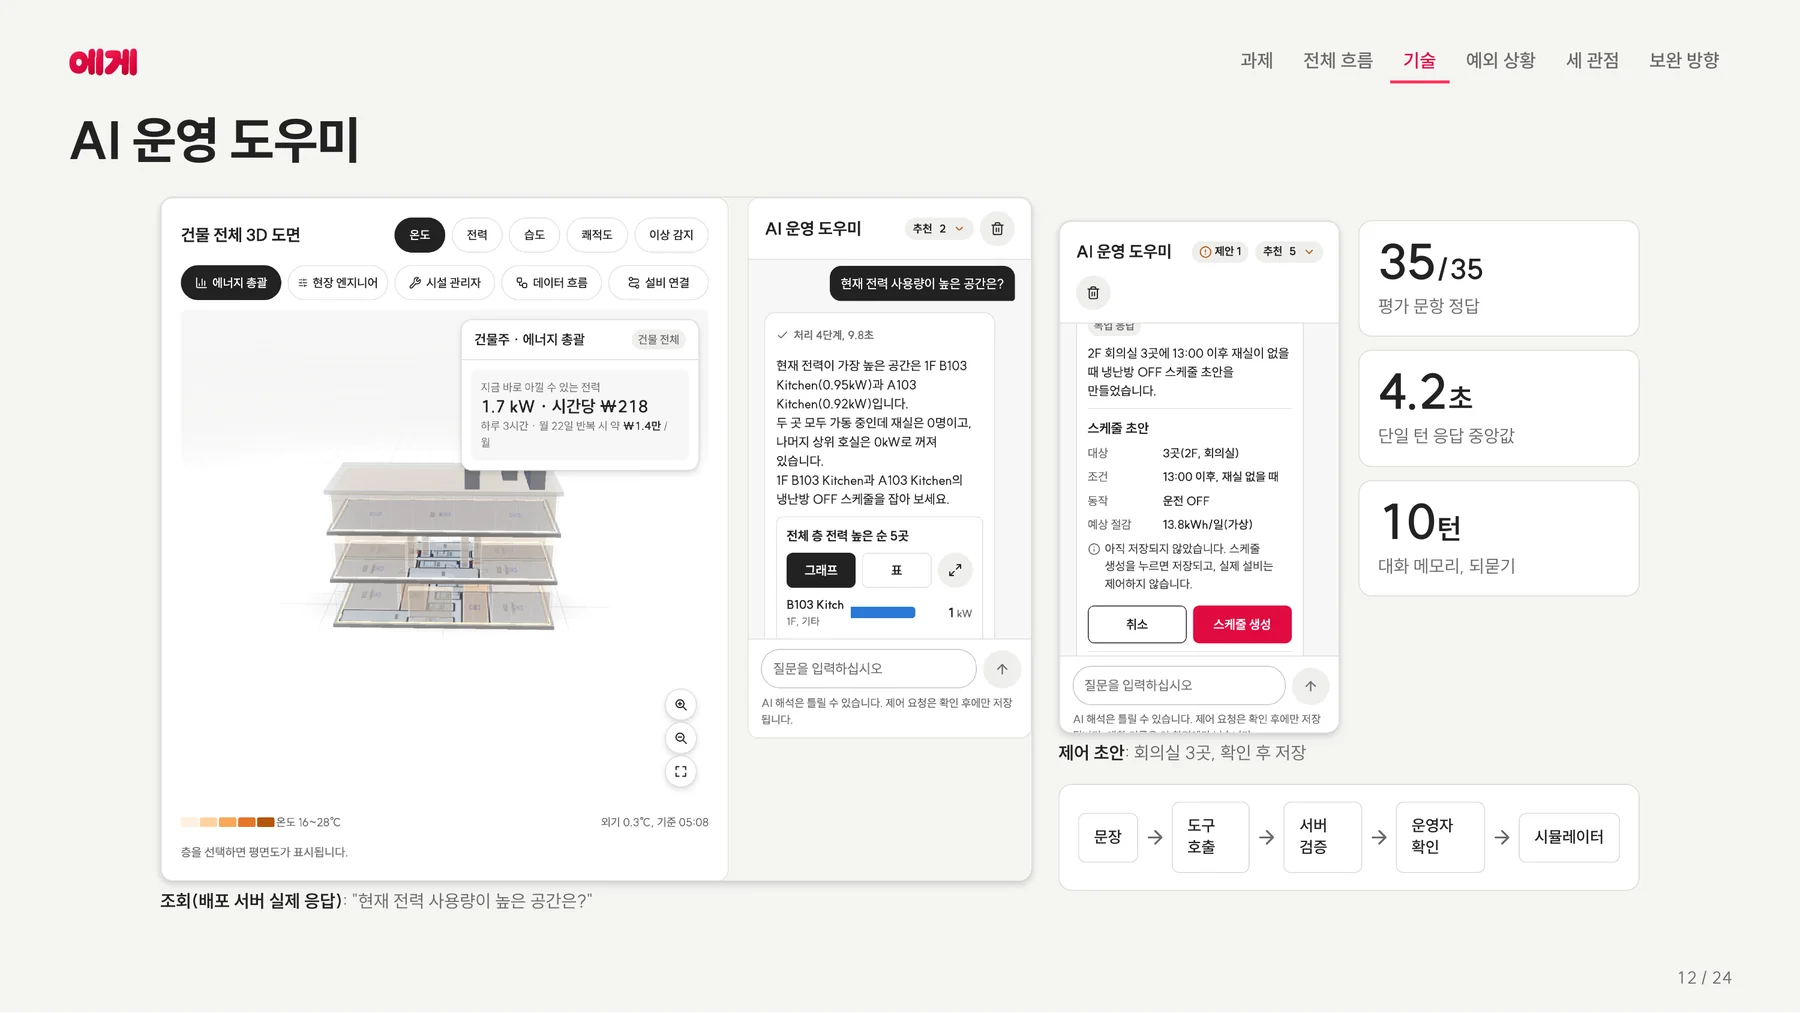 에게
과제 전체 흐름 기술 예외 상황 세 관점 보완 방향
AI 운영 도우미
건물 전체 3D 도면
온도 전력 습도 쾌적도 이상 감지
에너지 총괄 현장 엔지니어 시설 관리자 데이터 흐름 설비 연결
건물주 · 에너지 총괄 건물 전체
지금 바로 아낄 수 있는 전력
1.7 kW · 시간당 ₩218
하루 3시간 · 월 22일 반복 시 약 ₩1.4만 /
월
온도 16~28℃
외기 0.3℃, 기준 05:08
층을 선택하면 평면도가 표시됩니다.
AI 운영 도우미
추천 2
현재 전력 사용량이 높은 공간은?
처리 4단계, 9.8초
현재 전력이 가장 높은 공간은 1F B103
Kitchen(0.95kW)과 A103
Kitchen(0.92kW)입니다.
두 곳 모두 가동 중인데 재실은 0명이고,
나머지 상위 호실은 0kW로 꺼져
있습니다.
1F B103 Kitchen과 A103 Kitchen의
냉난방 OFF 스케줄을 잡아 보세요.
전체 층 전력 높은 순 5곳
그래프 표
B103 Kitch
1F, 기타
1 kW
질문을 입력하십시오
AI 해석은 틀릴 수 있습니다. 제어 요청은 확인 후에만 저장
됩니다.
조회(배포 서버 실제 응답): "현재 전력 사용량이 높은 공간은?"
AI 운영 도우미
제안 1 추천 5
2F 회의실 3곳에 13:00 이후 재실이 없을
때 냉난방 OFF 스케줄 초안을
만들었습니다.
스케줄 초안
대상 3곳(2F, 회의실)
조건 13:00 이후, 재실 없을 때
동작 운전 OFF
예상 절감 13.8kWh/일(가상)
아직 저장되지 않았습니다. 스케줄
생성을 누르면 저장되고, 실제 설비는
제어하지 않습니다.
취소 스케줄 생성
질문을 입력하십시오
AI 해석은 틀릴 수 있습니다. 제어 요청은 확인 후에만 저장
제어 초안: 회의실 3곳, 확인 후 저장
35/35
평가 문항 정답
4.2초
단일 턴 응답 중앙값
10턴
대화 메모리, 되묻기
문장 → 도구 호출 → 서버 검증 → 운영자 확인 → 시뮬레이터
12 / 24